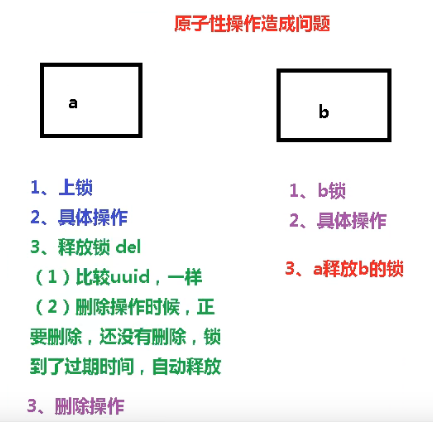 原子性操作造成问题
a
b
1、上锁
2、具体操作
3、释放锁 del
（1）比较uuid，一样
（2）删除操作时候，正
要删除，还没有删除，锁
到了过期时间，自动释放
3、删除操作
1、b锁
2、具体操作
3、a释放b的锁